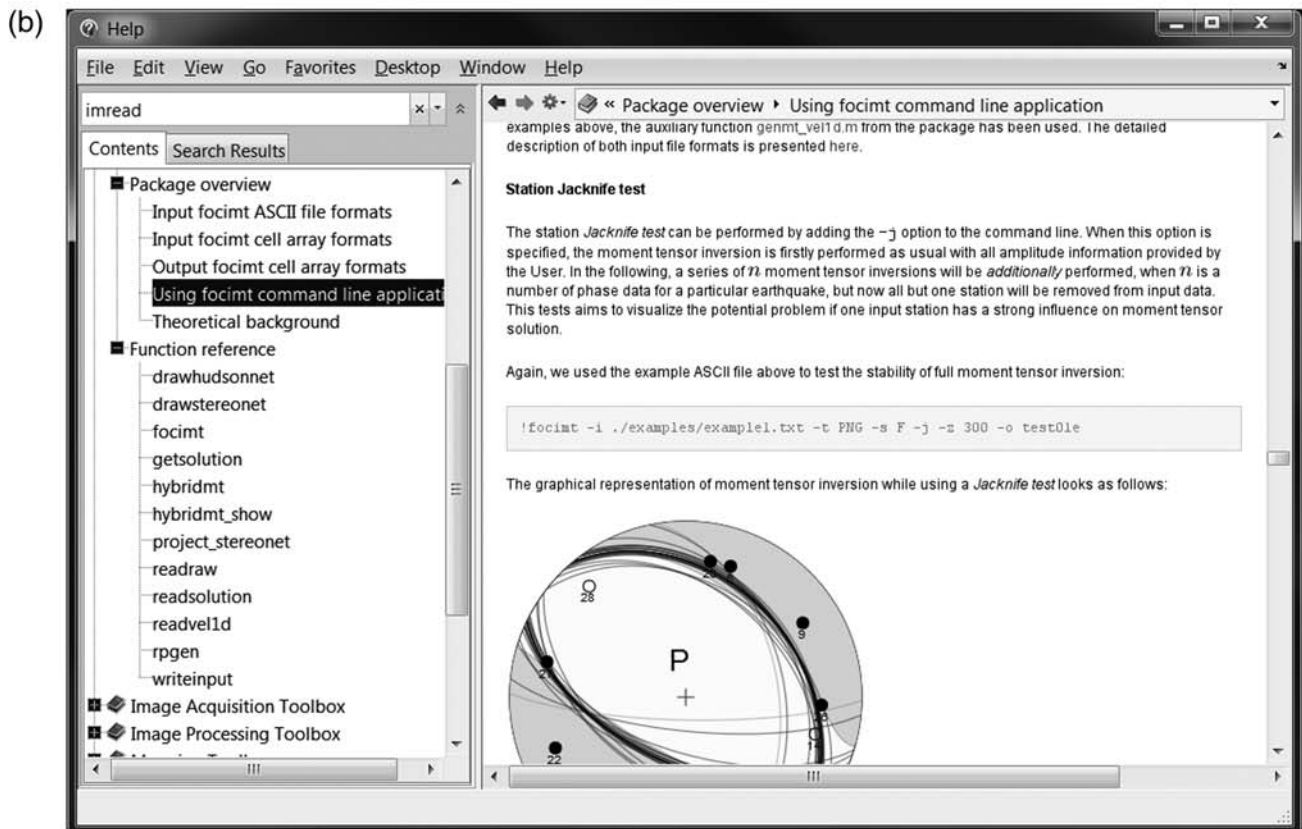 (b)
Help
File Edit View Go Favorites Desktop Window Help
imread
Contents Search Results
Package overview
Input focimt ASCII file formats
Input focimt cell array formats
Output focimt cell array formats
Using focimt command line applicati
Theoretical background
Function reference
drawhudsonnet
drawstereonet
focimt
getsolution
hybridmt
hybridmt_show
project_stereonet
readraw
readsolution
readvel1d
rpgen
writeinput
Image Acquisition Toolbox
Image Processing Toolbox
« Package overview ▸ Using focimt command line application
examples above, the auxiliary function genmt_vel1d.m from the package has been used. The detailed
description of both input file formats is presented here.
Station Jacknife test
The station Jacknife test can be performed by adding the -j option to the command line. When this option is
specified, the moment tensor inversion is firstly performed as usual with all amplitude information provided by
the User. In the following, a series of n moment tensor inversions will be additionally performed, when n is a
number of phase data for a particular earthquake, but now all but one station will be removed from input data.
This tests aims to visualize the potential problem if one input station has a strong influence on moment tensor
solution.
Again, we used the example ASCII file above to test the stability of full moment tensor inversion:
!focimt -i ./examples/example1.txt -t PNG -s F -j -z 300 -o test01e
The graphical representation of moment tensor inversion while using a Jacknife test looks as follows:
28
9
P
14
22